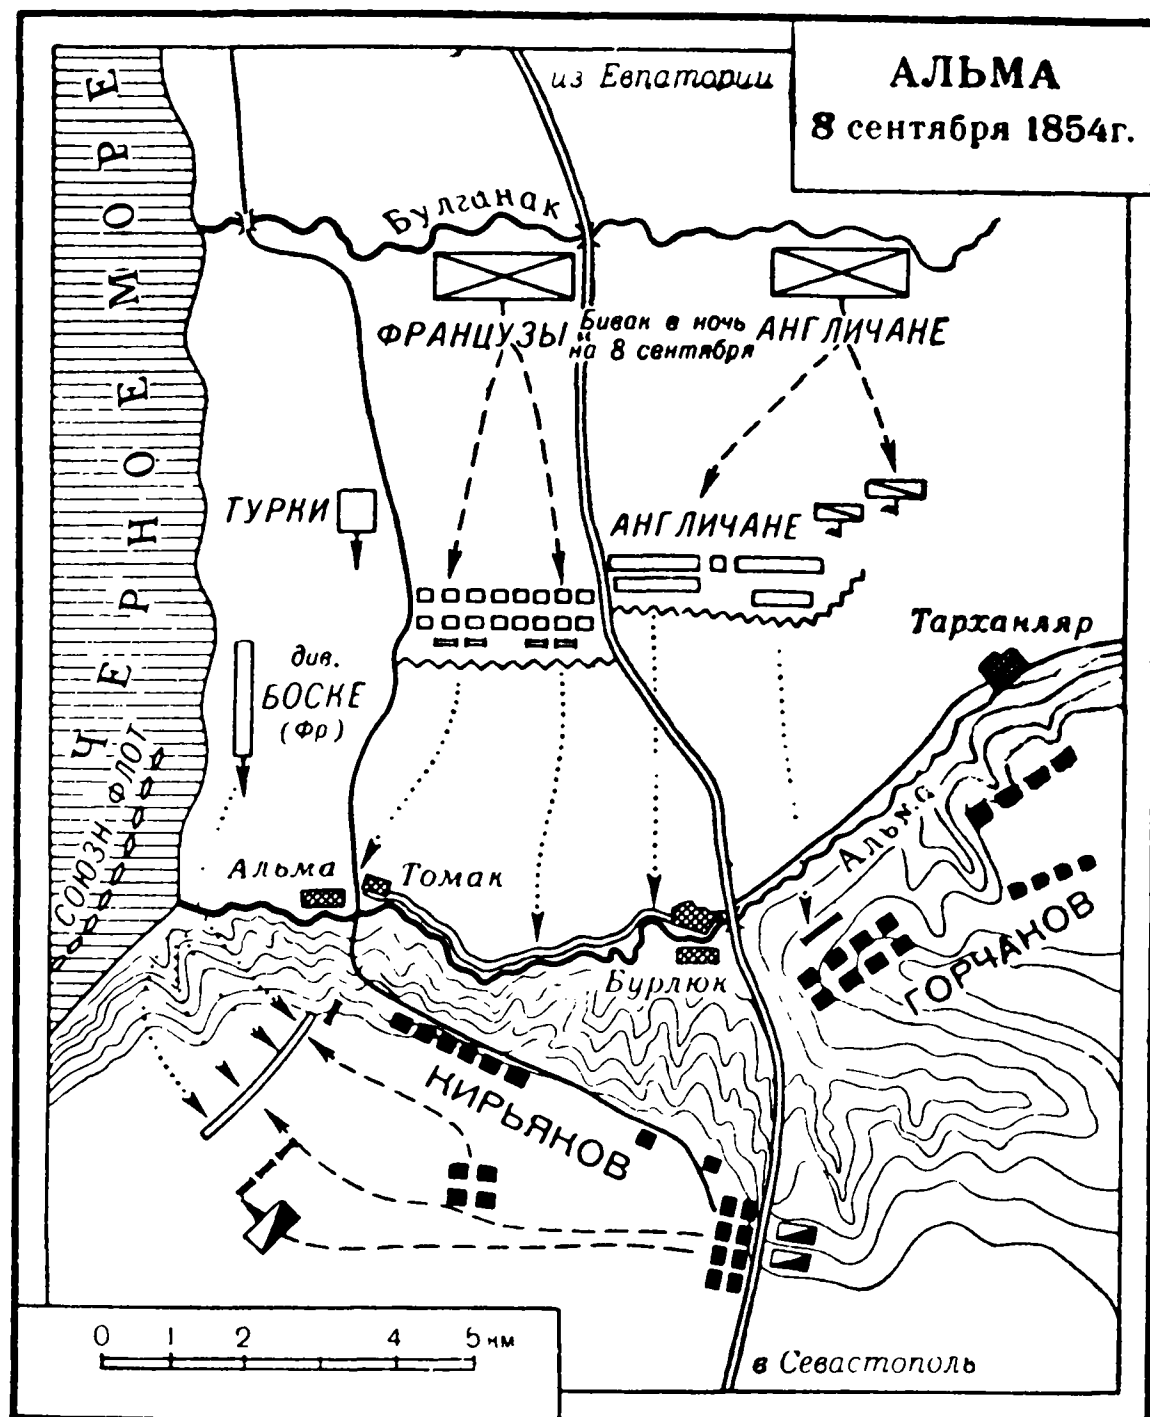 АЛЬМА
8 сентября 1854г.
из Евпатории
Булганак
ЧЕРНОЕ МОРЕ
ФРАНЦУЗЫ
Бивак в ночь
на 8 сентября
АНГЛИЧАНЕ
ТУРКИ
АНГЛИЧАНЕ
Тарханляр
див.
БОСКЕ
(Фр)
СОЮЗН. ФЛОТ
Альма
Альма
Томак
ГОРЧАКОВ
Бурлюк
КИРЬЯКОВ
0 1 2 4 5 км
в Севастополь